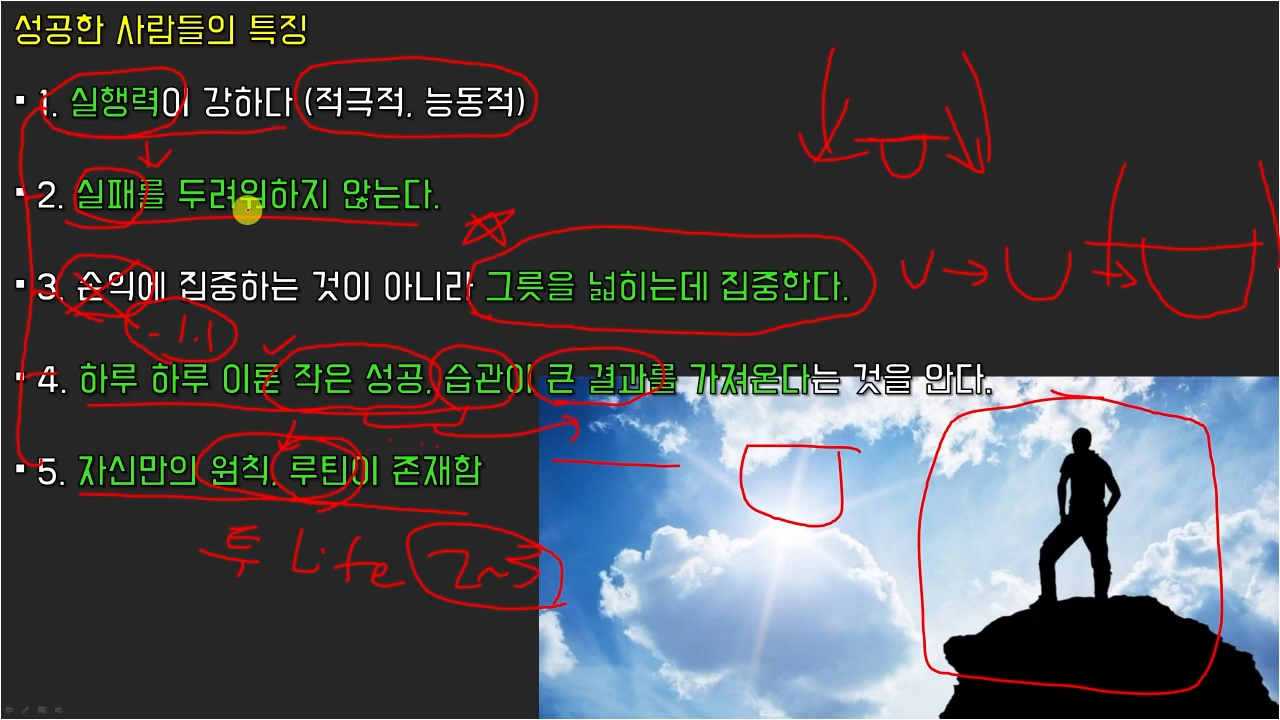 성공한 사람들의 특징
▪ 1. 실행력이 강하다 (적극적, 능동적)
▪ 2. 실패를 두려워하지 않는다.
▪ 3. 손익에 집중하는 것이 아니라 그릇을 넓히는데 집중한다.
- 1.1
▪ 4. 하루 하루 이룬 작은 성공, 습관이 큰 결과를 가져온다는 것을 안다.
▪ 5. 자신만의 원칙, 루틴이 존재함
투 Life 2~3